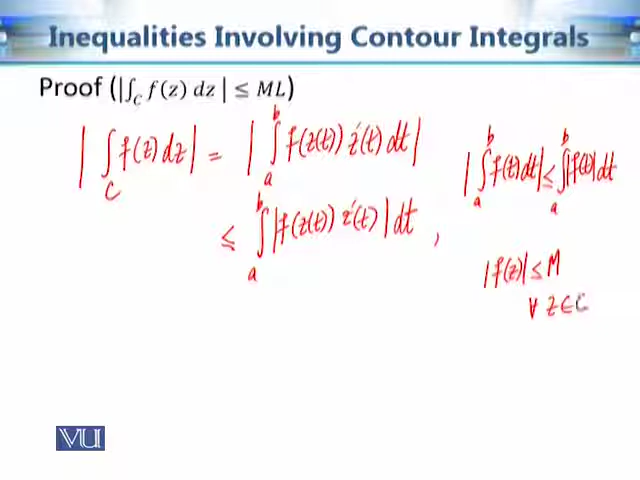 Inequalities Involving Contour Integrals
Proof (|∫_C f(z) dz| ≤ ML)
|∫_C f(z) dz| = |∫_a^b f(z(t)) z'(t) dt|
≤ ∫_a^b |f(z(t)) z'(t)| dt ,
|∫_a^b f(t) dt| ≤ ∫_a^b |f(t)| dt
|f(z)| ≤ M
∀ z ∈ C
VU